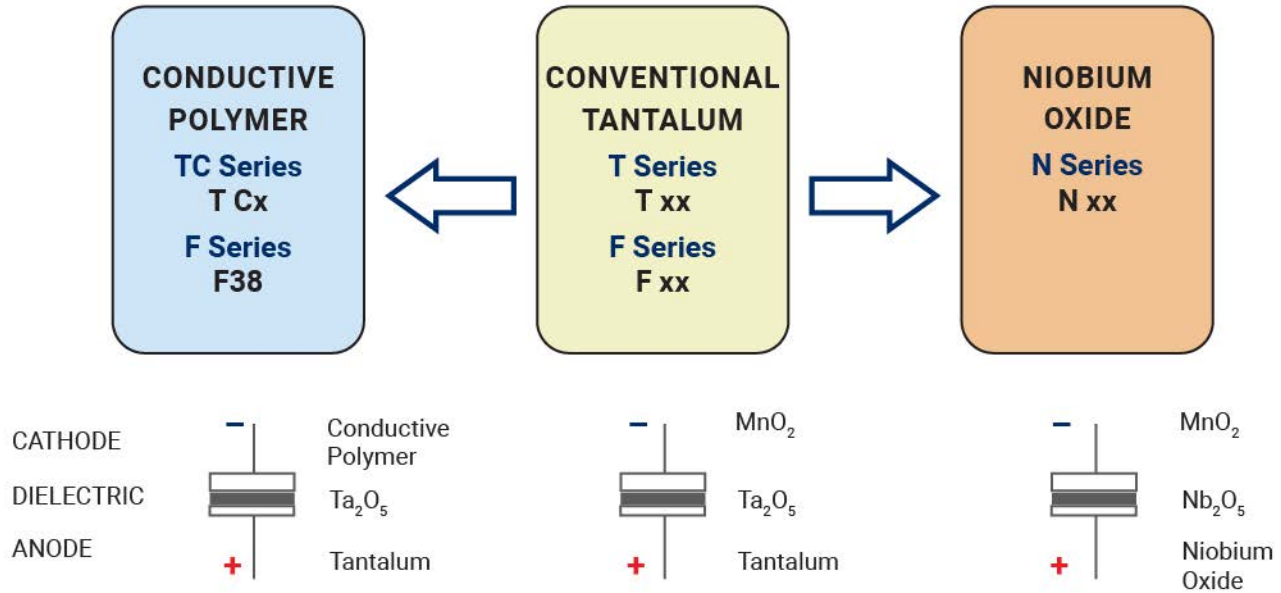 CONDUCTIVE
POLYMER
TC Series
T Cx
F Series
F38
CONVENTIONAL
TANTALUM
T Series
T xx
F Series
F xx
NIOBIUM
OXIDE
N Series
N xx
CATHODE
DIELECTRIC
ANODE
−
Conductive
Polymer
Ta₂O₅
+
Tantalum
−
MnO₂
Ta₂O₅
+
Tantalum
−
MnO₂
Nb₂O₅
+
Niobium
Oxide